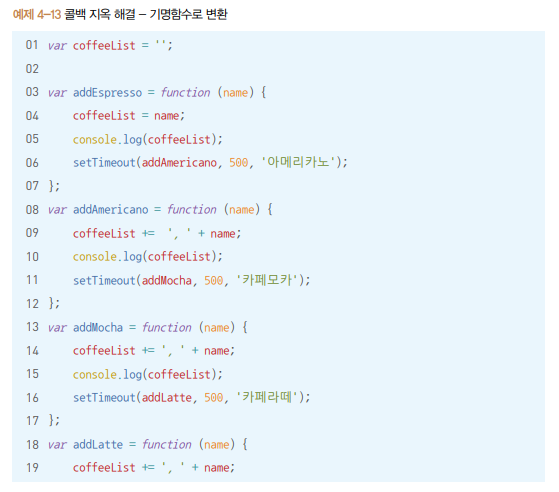 예제 4-13 콜백 지옥 해결 – 기명함수로 변환
01 var coffeeList = '';
02
03 var addEspresso = function (name) {
04     coffeeList = name;
05     console.log(coffeeList);
06     setTimeout(addAmericano, 500, '아메리카노');
07 };
08 var addAmericano = function (name) {
09     coffeeList +=  ', ' + name;
10     console.log(coffeeList);
11     setTimeout(addMocha, 500, '카페모카');
12 };
13 var addMocha = function (name) {
14     coffeeList += ', ' + name;
15     console.log(coffeeList);
16     setTimeout(addLatte, 500, '카페라떼');
17 };
18 var addLatte = function (name) {
19     coffeeList += ', ' + name;